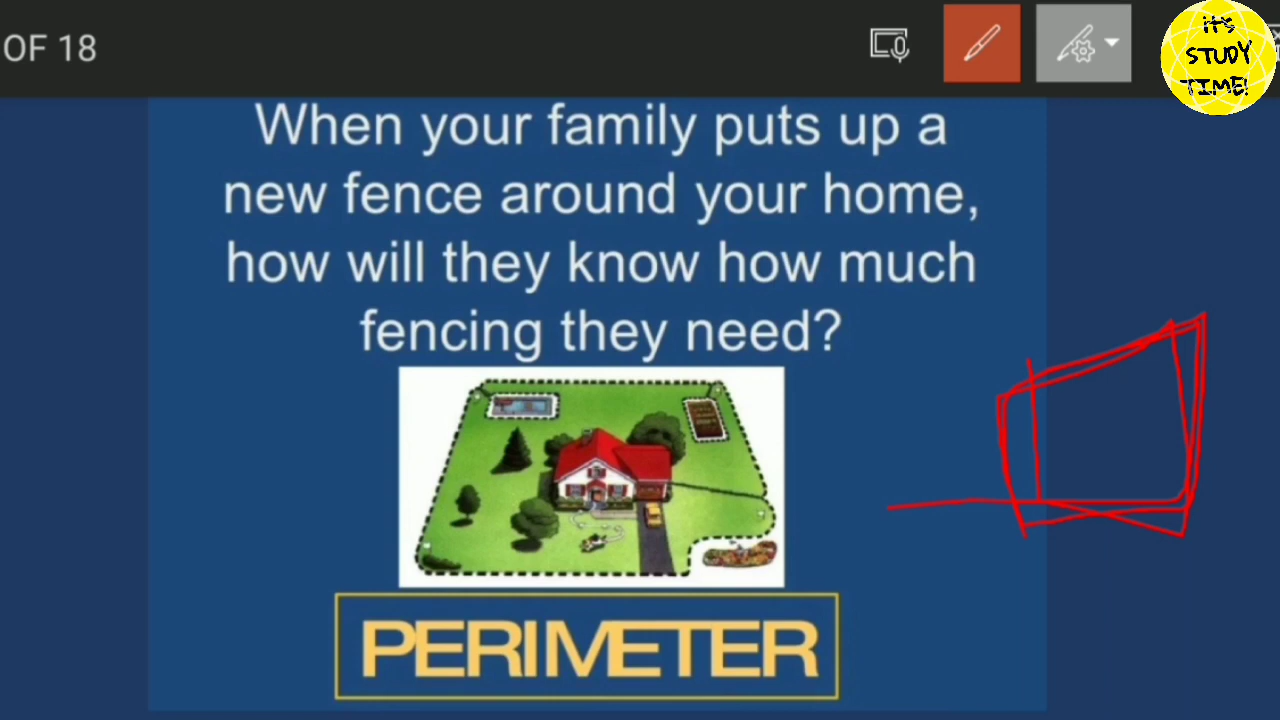 OF 18
IT'S
STUDY
TIME!
When your family puts up a
new fence around your home,
how will they know how much
fencing they need?
PERIMETER